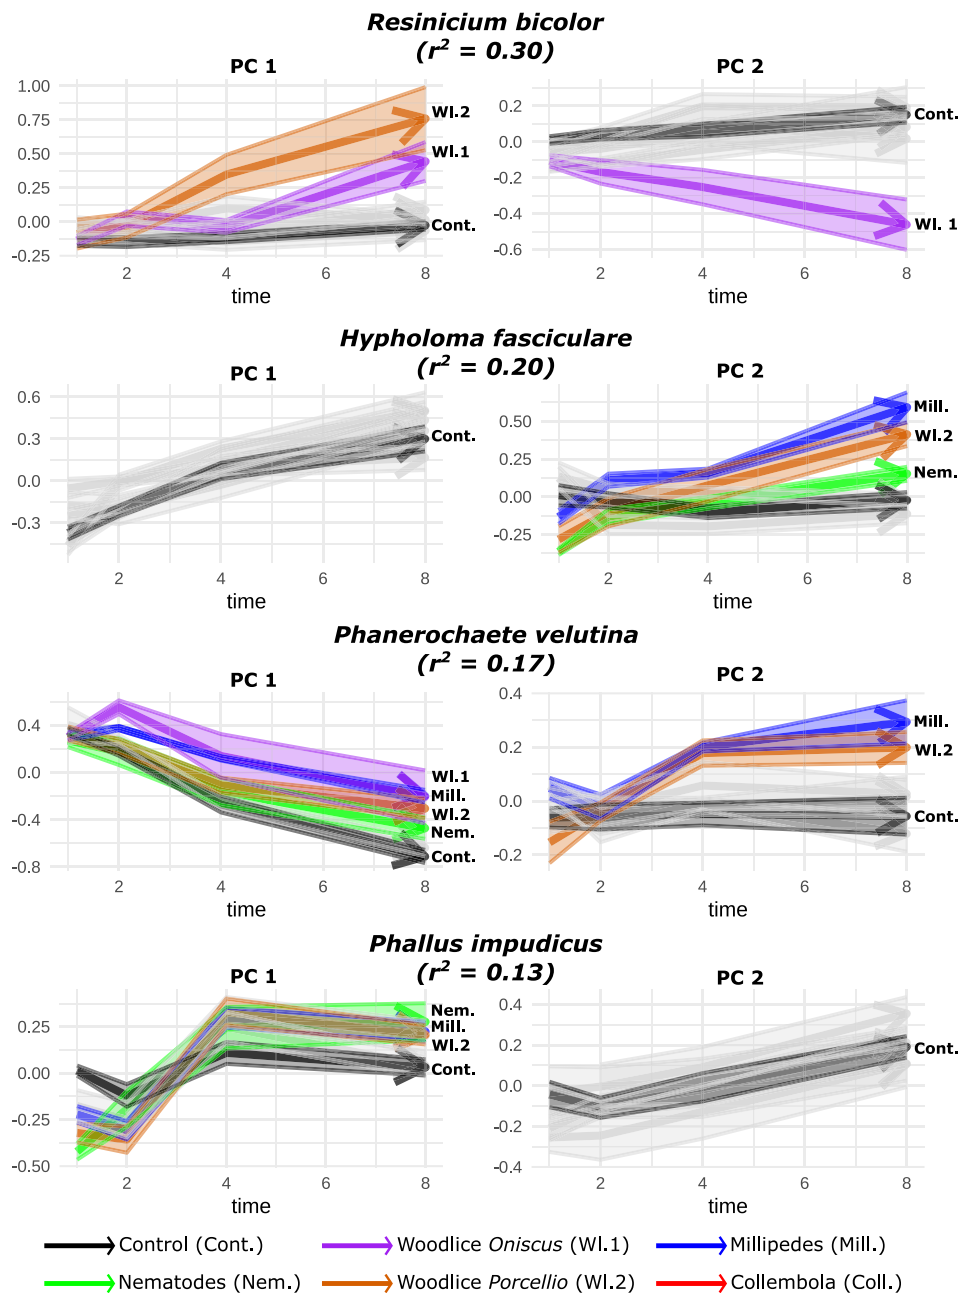 Resinicium bicolor
(r² = 0.30)
PC 1
PC 2
1.00
0.75
0.50
0.25
0.00
-0.25
Wl.2
Wl.1
Cont.
2
4
6
8
time
0.2
0.0
-0.2
-0.4
-0.6
Cont.
Wl. 1
2
4
6
8
time
Hypholoma fasciculare
(r² = 0.20)
PC 1
PC 2
0.6
0.3
0.0
-0.3
Cont.
2
4
6
8
time
0.50
0.25
0.00
-0.25
Mill.
Wl.2
Nem.
2
4
6
8
time
Phanerochaete velutina
(r² = 0.17)
PC 1
PC 2
0.4
0.0
-0.4
-0.8
Wl.1
Mill.
Wl.2
Nem.
Cont.
2
4
6
8
time
0.4
0.2
0.0
-0.2
Mill.
Wl.2
Cont.
2
4
6
8
time
Phallus impudicus
(r² = 0.13)
PC 1
PC 2
0.25
0.00
-0.25
-0.50
Nem.
Mill.
Wl.2
Cont.
2
4
6
8
time
0.4
0.2
0.0
-0.2
-0.4
Cont.
2
4
6
8
time
Control (Cont.)
Woodlice Oniscus (Wl.1)
Millipedes (Mill.)
Nematodes (Nem.)
Woodlice Porcellio (Wl.2)
Collembola (Coll.)